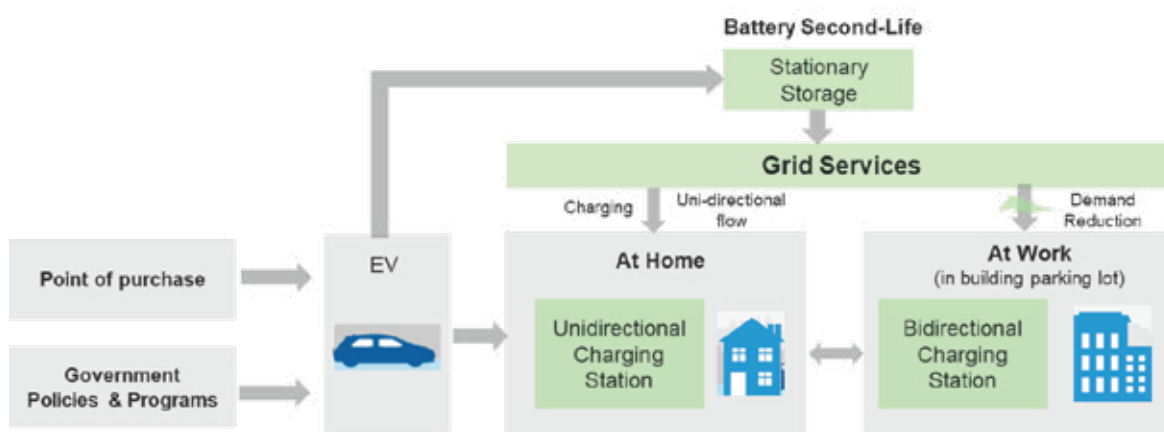 Battery Second-Life
Stationary
Storage
Grid Services
Charging
Uni-directional
flow
Demand
Reduction
Point of purchase
Government
Policies & Programs
EV
At Home
Unidirectional
Charging
Station
At Work
(in building parking lot)
Bidirectional
Charging
Station